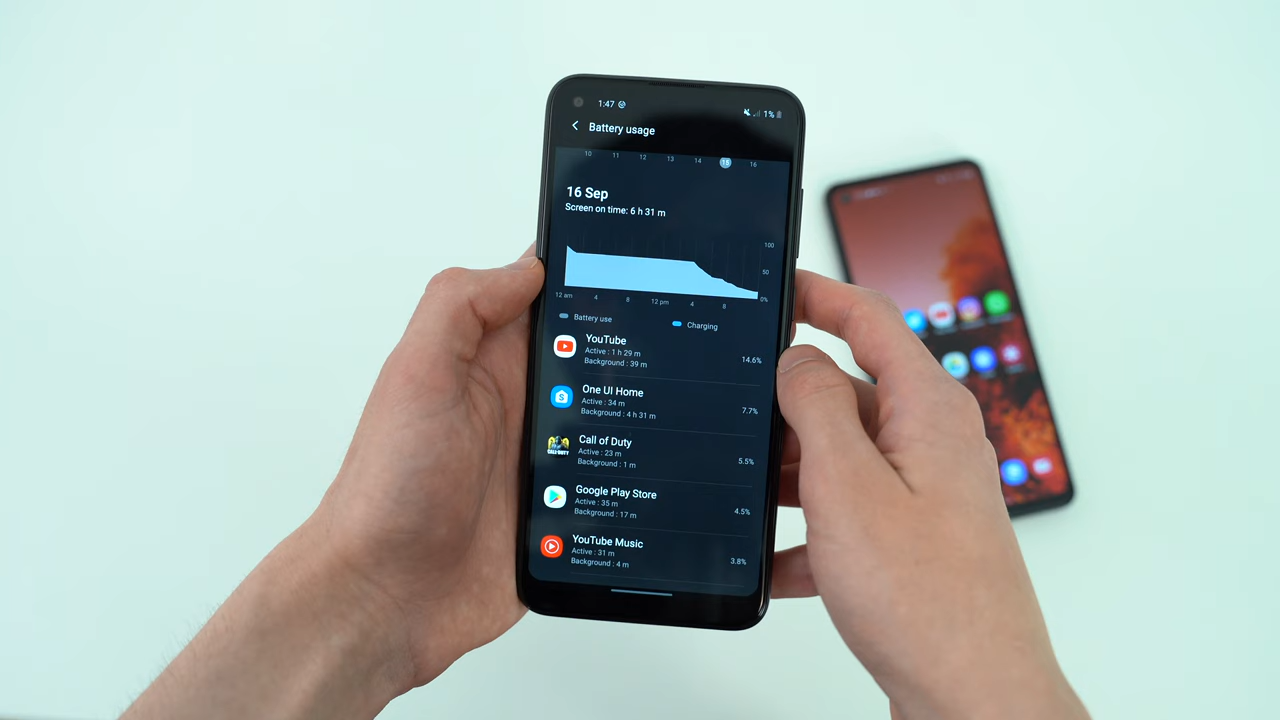 1:47 1%
Battery usage
10 11 12 13 14 15 16
16 Sep
Screen on time: 6 h 31 m
100
50
0%
12 am 4 8 12 pm 4 8
Battery use Charging
YouTube
Active : 1 h 29 m
Background : 39 m
14.6%
One UI Home
Active : 34 m
Background : 4 h 31 m
7.7%
Call of Duty
Active : 23 m
Background : 1 m
5.5%
CALL OF DUTY
Google Play Store
Active : 35 m
Background : 17 m
4.5%
YouTube Music
Active : 31 m
Background : 4 m
3.8%